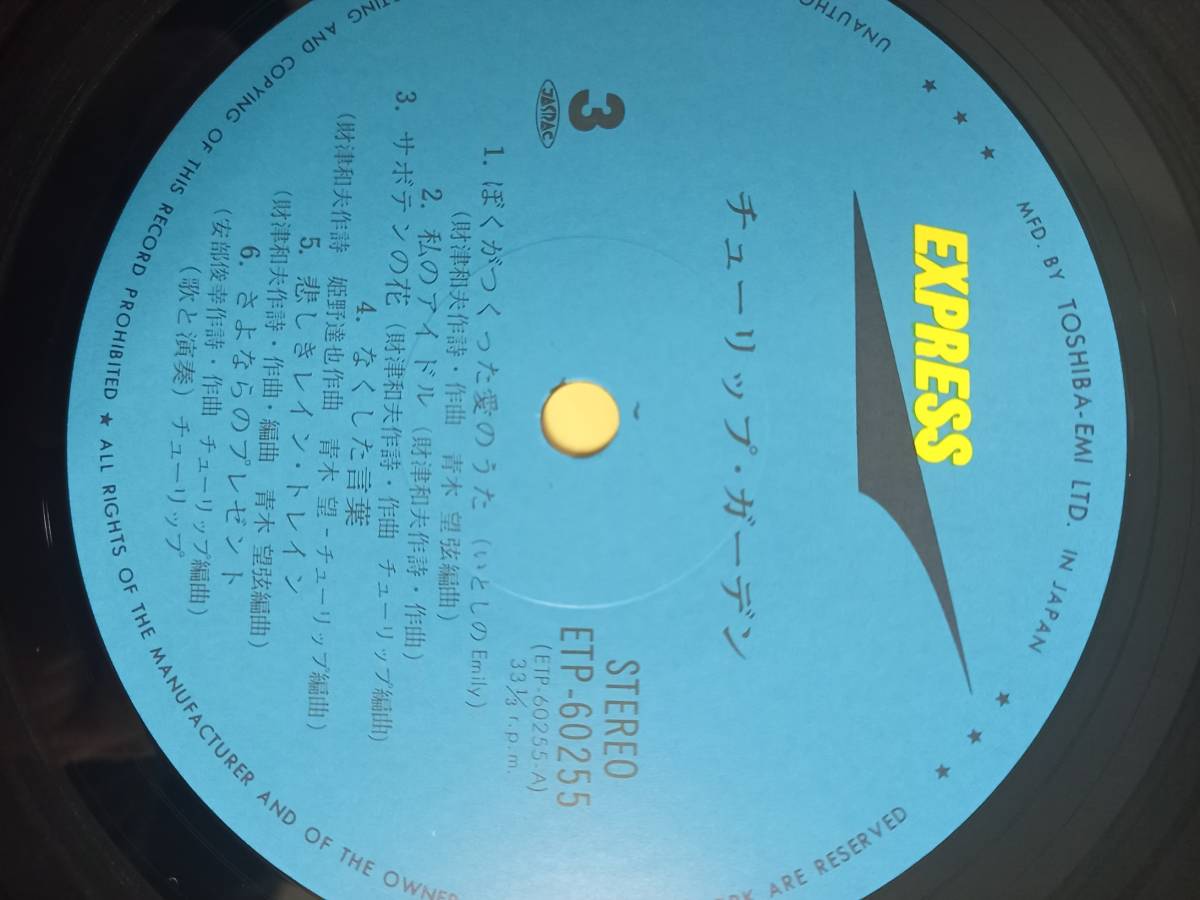 EXPRESS
チューリップ・ガーデン
3
JASRAC
STEREO
ETP-60255
(ETP-60255-A)
33⅓ r.p.m.
1. ぼくがつくった愛のうた (いとしのEmily)
(財津和夫作詩・作曲 青木 望弦編曲)
2. 私のアイドル (財津和夫作詩・作曲)
3. サボテンの花 (財津和夫作詩・作曲 チューリップ編曲)
4. なくした言葉
(財津和夫作詩 姫野達也作曲 青木 望-チューリップ編曲)
5. 悲しきレイン・トレイン
(財津和夫作詩・作曲・編曲 青木 望弦編曲)
6. さよならのプレゼント
(安部俊幸作詩・作曲 チューリップ編曲)
(歌と演奏) チューリップ
MFD. BY TOSHIBA-EMI LTD. IN JAPAN
AND COPYING OF THIS RECORD PROHIBITED ★ ALL RIGHTS OF THE MANUFACTURER AND OF THE OWNER
ARE RESERVED